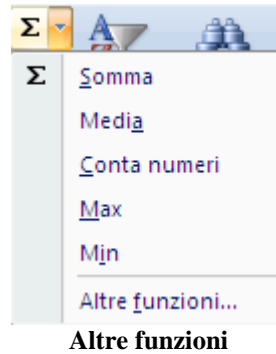 Σ
Σ Somma
Media
Conta numeri
Max
Min
Altre funzioni...
Altre funzioni